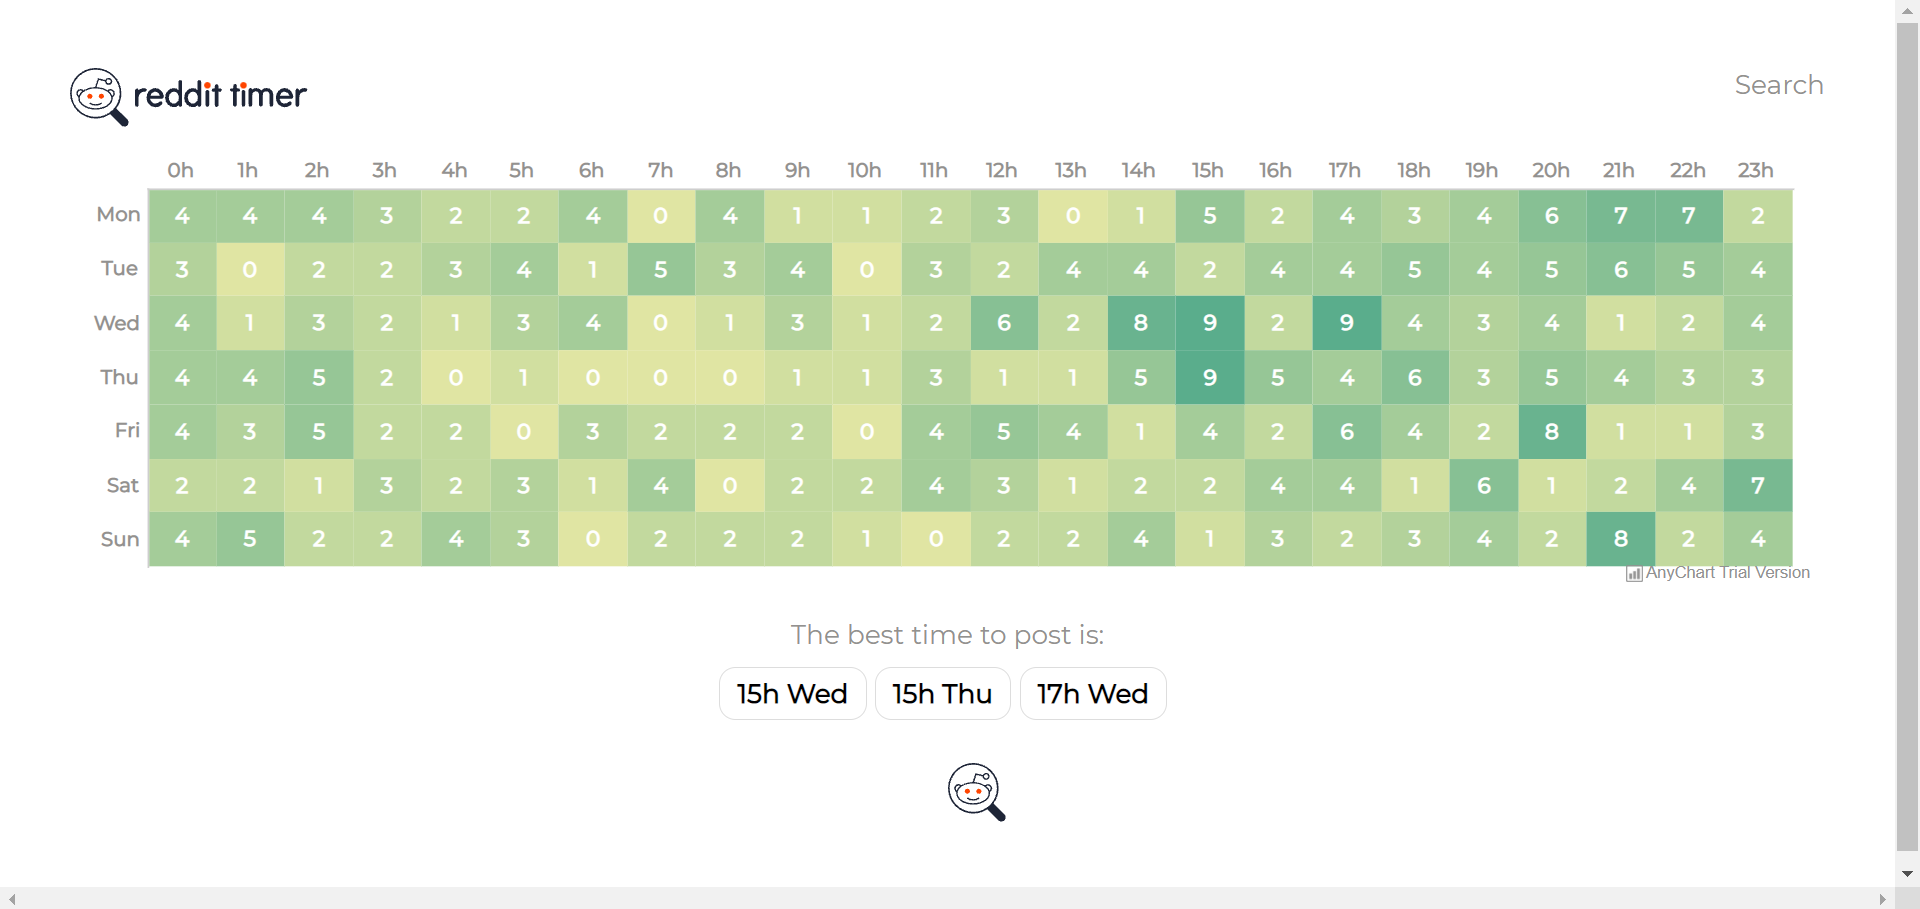 reddit timer
Search
0h 1h 2h 3h 4h 5h 6h 7h 8h 9h 10h 11h 12h 13h 14h 15h 16h 17h 18h 19h 20h 21h 22h 23h
Mon 4 4 4 3 2 2 4 0 4 1 1 2 3 0 1 5 2 4 3 4 6 7 7 2
Tue 3 0 2 2 3 4 1 5 3 4 0 3 2 4 4 2 4 4 5 4 5 6 5 4
Wed 4 1 3 2 1 3 4 0 1 3 1 2 6 2 8 9 2 9 4 3 4 1 2 4
Thu 4 4 5 2 0 1 0 0 0 1 1 3 1 1 5 9 5 4 6 3 5 4 3 3
Fri 4 3 5 2 2 0 3 2 2 2 0 4 5 4 1 4 2 6 4 2 8 1 1 3
Sat 2 2 1 3 2 3 1 4 0 2 2 4 3 1 2 2 4 4 1 6 1 2 4 7
Sun 4 5 2 2 4 3 0 2 2 2 1 0 2 2 4 1 3 2 3 4 2 8 2 4
AnyChart Trial Version
The best time to post is:
15h Wed 15h Thu 17h Wed